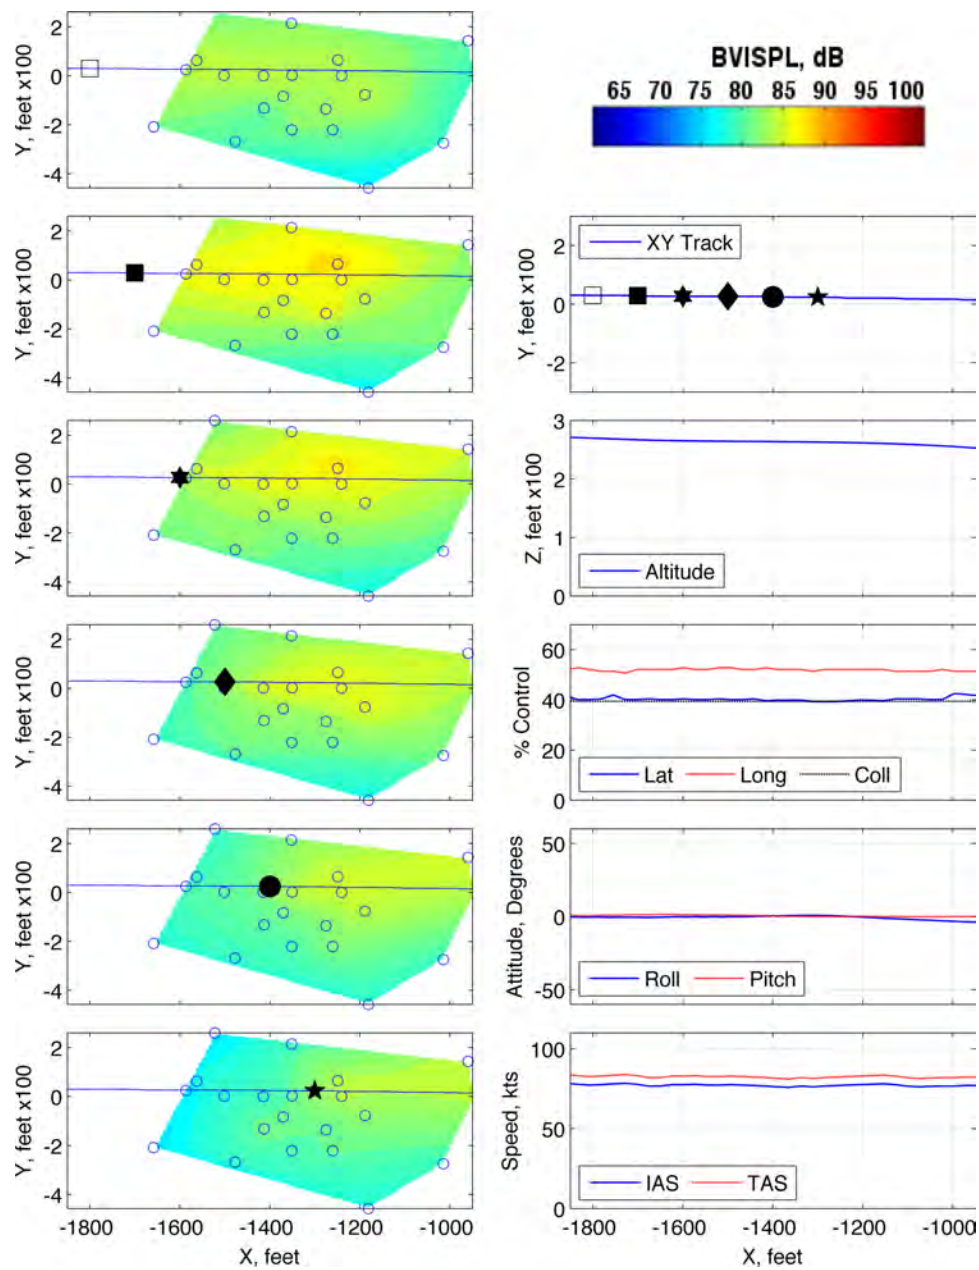 BVISPL, dB
65 70 75 80 85 90 95 100
Y, feet x100
2
0
-2
-4
Y, feet x100
2
0
-2
-4
XY Track
Y, feet x100
2
0
-2
Y, feet x100
2
0
-2
-4
Z, feet x100
3
2
1
0
Altitude
Y, feet x100
2
0
-2
-4
% Control
60
40
20
0
Lat Long Coll
Y, feet x100
2
0
-2
-4
Attitude, Degrees
50
0
-50
Roll Pitch
Y, feet x100
2
0
-2
-4
-1800 -1600 -1400 -1200 -1000
X, feet
Speed, kts
100
50
0
IAS TAS
-1800 -1600 -1400 -1200 -1000
X, feet